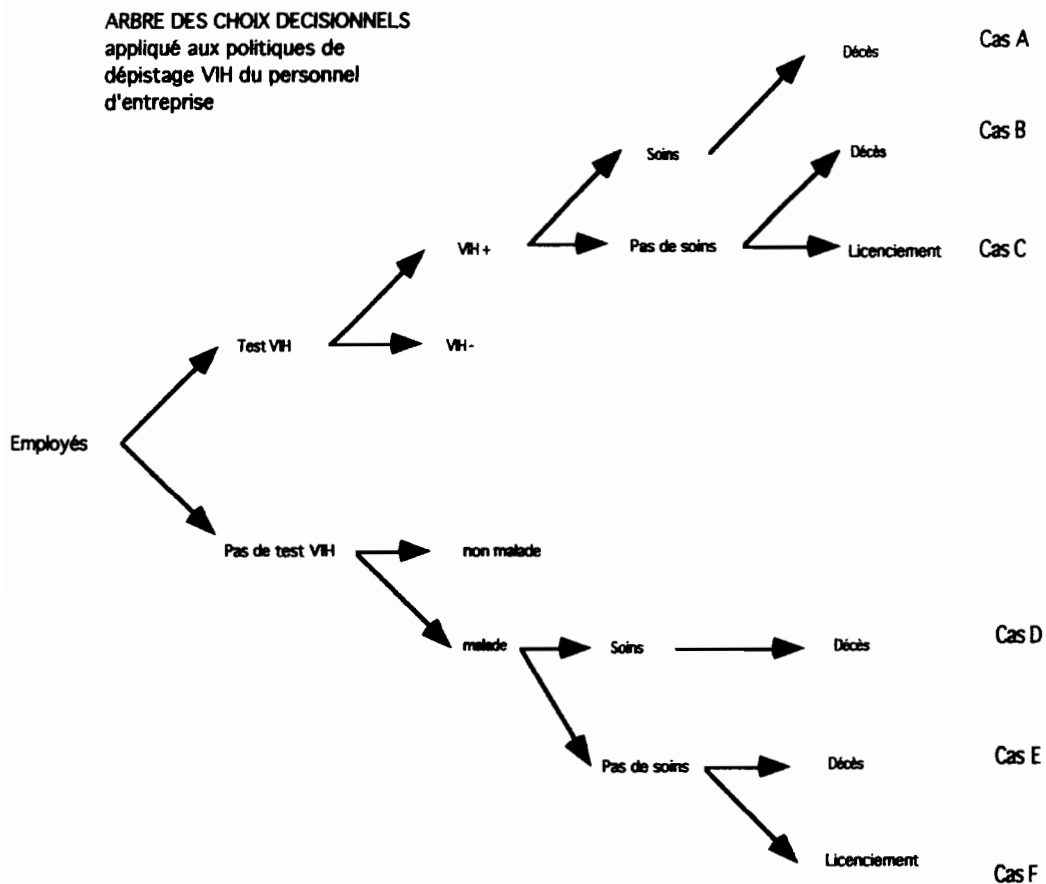 ARBRE DES CHOIX DECISIONNELS
appliqué aux politiques de
dépistage VIH du personnel
d'entreprise
Décès
Cas A
Cas B
Soins
Décès
VIH +
Pas de soins
Licenciement
Cas C
Test VIH
VIH -
Employés
Pas de test VIH
non malade
malade
Soins
Décès
Cas D
Pas de soins
Décès
Cas E
Licenciement
Cas F